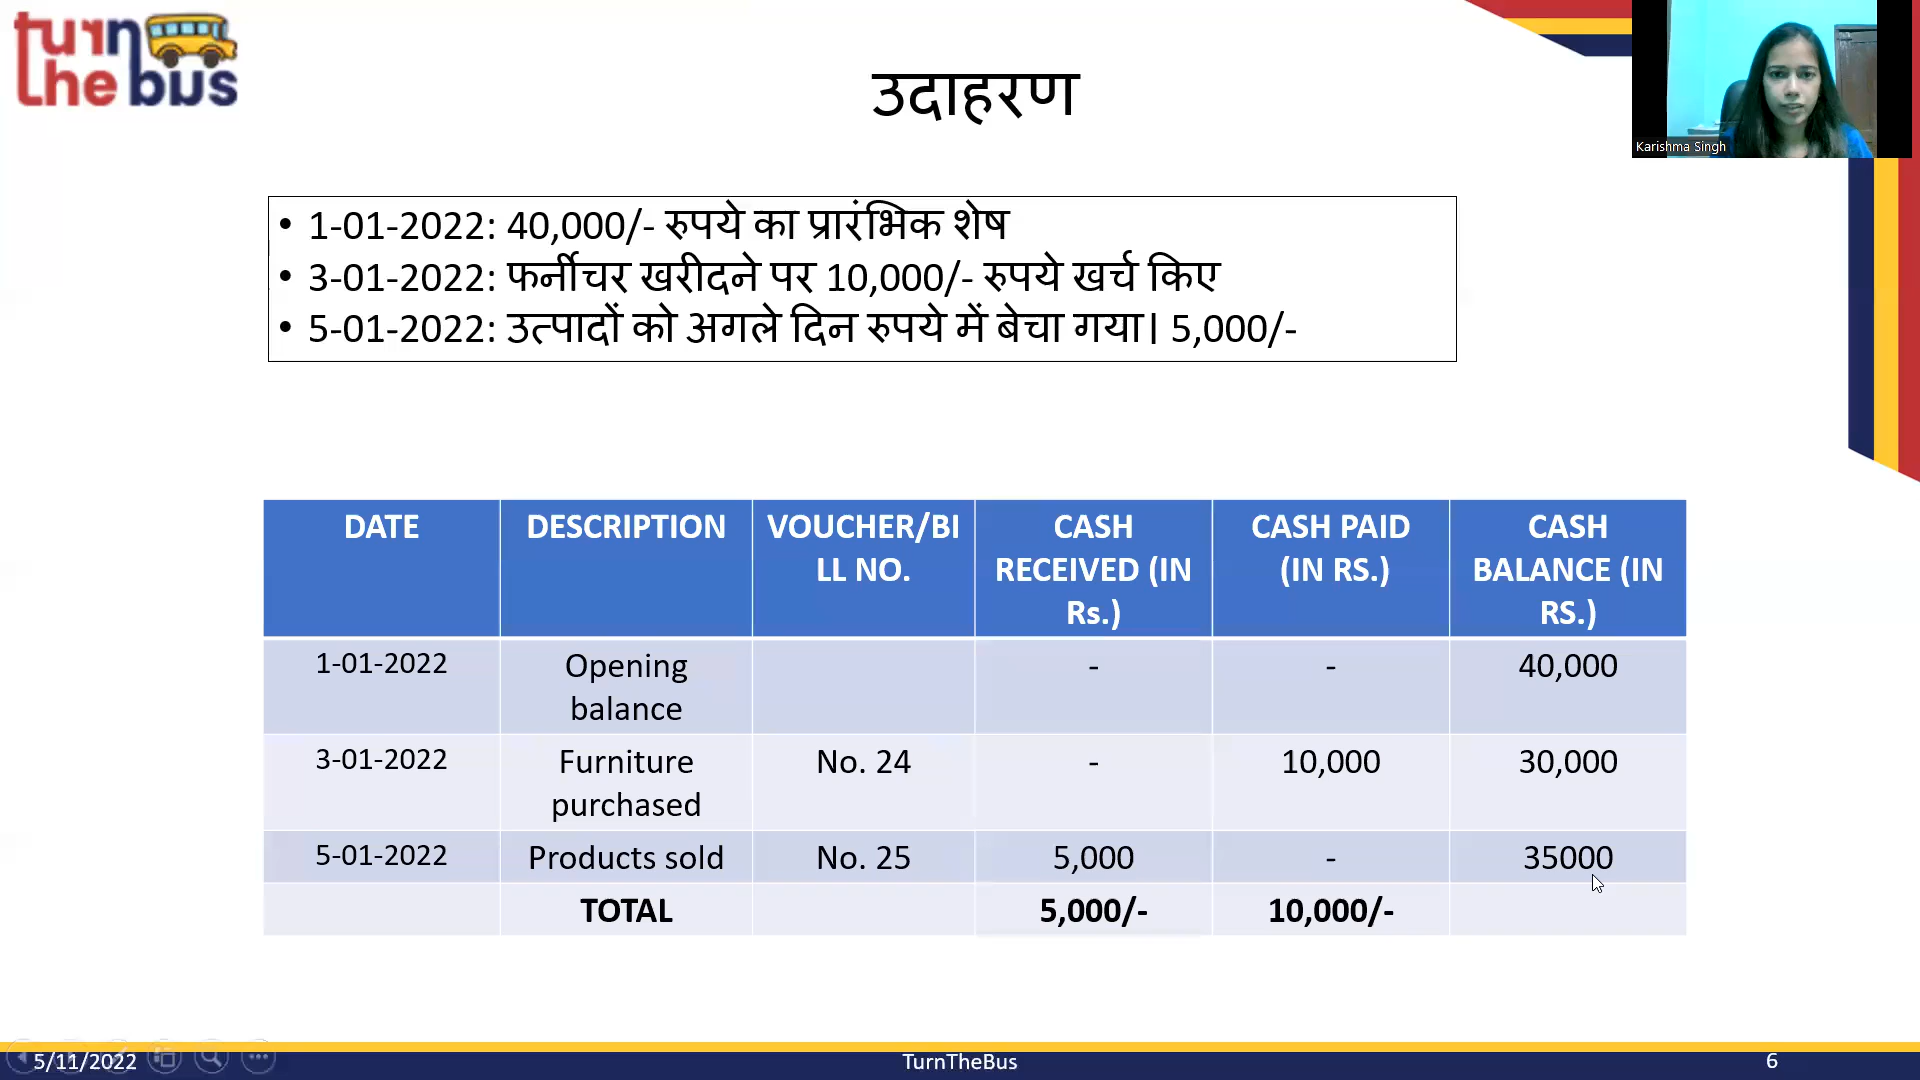 turn
the bus
उदाहरण
Karishma Singh
• 1-01-2022: 40,000/- रुपये का प्रारंभिक शेष
• 3-01-2022: फर्नीचर खरीदने पर 10,000/- रुपये खर्च किए
• 5-01-2022: उत्पादों को अगले दिन रुपये में बेचा गया। 5,000/-
DATE DESCRIPTION VOUCHER/BI CASH CASH PAID CASH
LL NO. RECEIVED (IN (IN RS.) BALANCE (IN
Rs.) RS.)
1-01-2022 Opening - - 40,000
balance
3-01-2022 Furniture No. 24 - 10,000 30,000
purchased
5-01-2022 Products sold No. 25 5,000 - 35000
TOTAL 5,000/- 10,000/-
5/11/2022 TurnTheBus 6